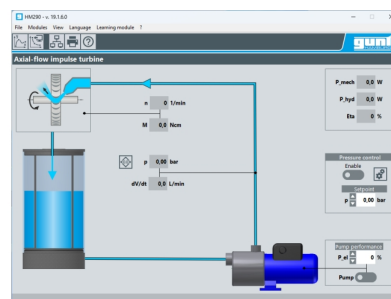 HM290 - v. 19.1.6.0
File Modules View Language Learning module ?
Axial-flow impulse turbine
n 0 1/min
M 0,0 Ncm
p 0,00 bar
dV/dt 0,0 L/min
P_mech 0,0 W
P_hyd 0,0 W
Eta 0 %
Pressure control
Enable
Setpoint
p 0,00 bar
Pump performance
P_el 0 %
Pump